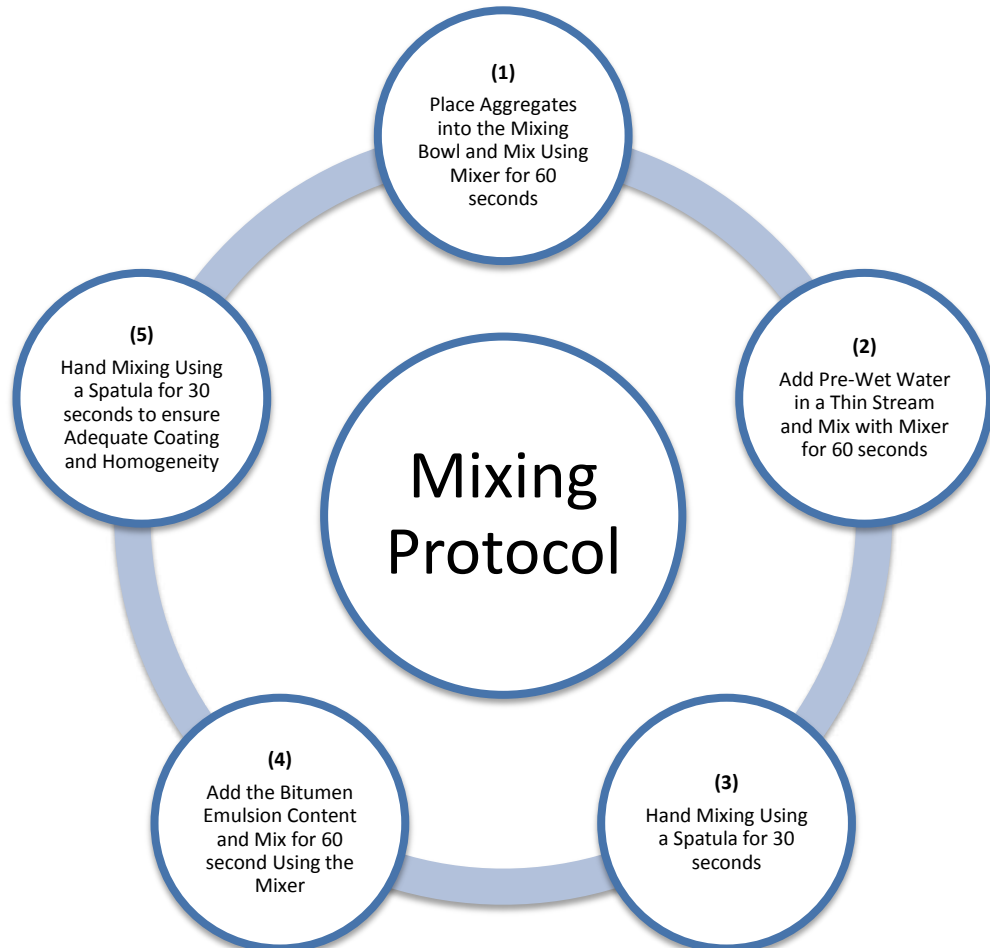 (1)
Place Aggregates
into the Mixing
Bowl and Mix Using
Mixer for 60
seconds
(2)
Add Pre-Wet Water
in a Thin Stream
and Mix with Mixer
for 60 seconds
(3)
Hand Mixing Using
a Spatula for 30
seconds
(4)
Add the Bitumen
Emulsion Content
and Mix for 60
second Using the
Mixer
(5)
Hand Mixing Using
a Spatula for 30
seconds to ensure
Adequate Coating
and Homogeneity
Mixing
Protocol